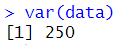 > var(data)
[1] 250